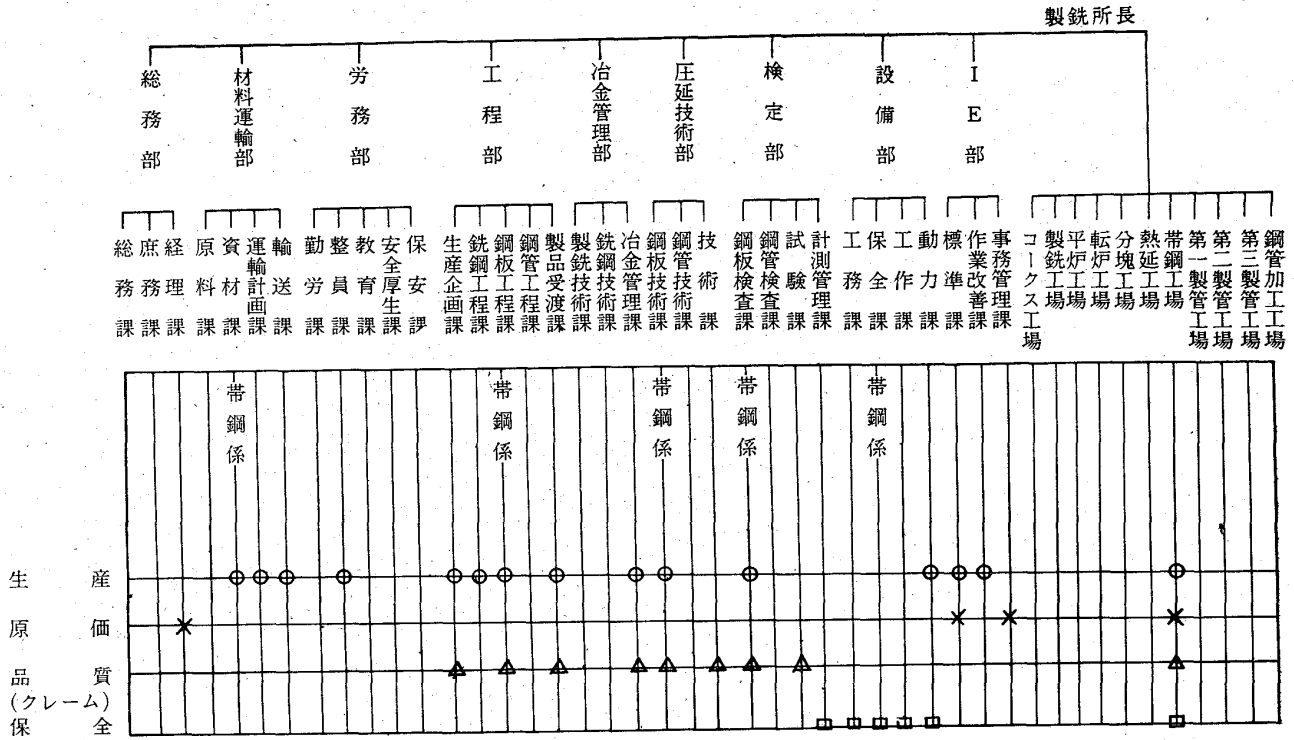 製銑所長
総務部
材料運輸部
労務部
工程部
冶金管理部
圧延技術部
検定部
設備部
IE部
総務課
庶務課
経理課
原料課
資材課
運輸計画課
輸送課
勤労課
整員課
教育課
安全厚生課
保安課
生産企画課
銑鋼工程課
鋼板工程課
鋼管工程課
製品受渡課
製銑技術課
銑鋼技術課
冶金管理課
鋼板技術課
鋼管技術課
技術課
鋼板検査課
鋼管検査課
試験課
計測管理課
工務課
保全課
工作課
動力課
標準課
作業改善課
事務管理課
コークス工場
製銑工場
平炉工場
転炉工場
分塊工場
熱延工場
帯鋼工場
第一製管工場
第二製管工場
第三製管工場
鋼管加工工場
帯鋼係
帯鋼係
帯鋼係
帯鋼係
帯鋼係
生産
原価
品質
(クレーム)
保全